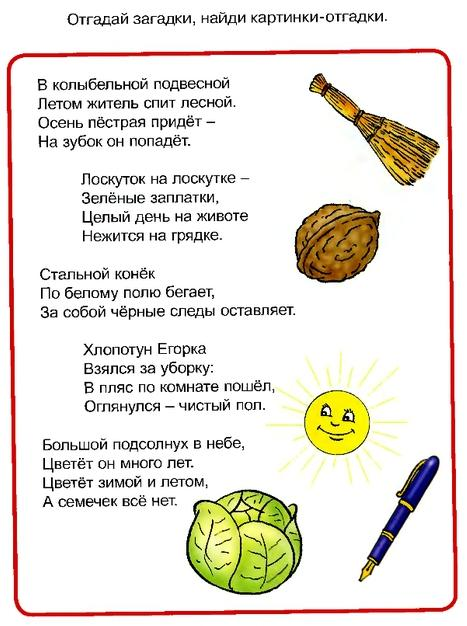 Отгадай загадки, найди картинки-отгадки.
В колыбельной подвесной
Летом житель спит лесной.
Осень пёстрая придёт –
На зубок он попадёт.
Лоскуток на лоскутке –
Зелёные заплатки,
Целый день на животе
Нежится на грядке.
Стальной конёк
По белому полю бегает,
За собой чёрные следы оставляет.
Хлопотун Егорка
Взялся за уборку:
В пляс по комнате пошёл,
Оглянулся – чистый пол.
Большой подсолнух в небе,
Цветёт он много лет.
Цветёт зимой и летом,
А семечек всё нет.